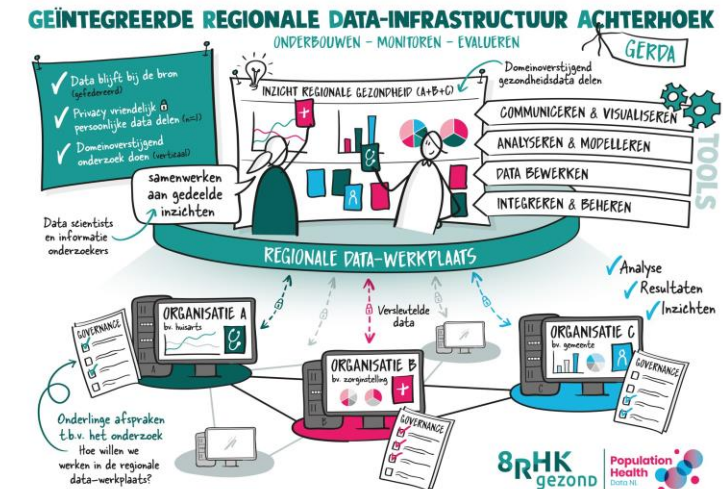 GEÏNTEGREERDE REGIONALE DATA-INFRASTRUCTUUR ACHTERHOEK
ONDERBOUWEN – MONITOREN – EVALUEREN
GERDA
✓ Data blijft bij de bron
(gefedereerd)
✓ Privacy vriendelijk
persoonlijke data delen (n=1)
✓ Domeinoverstijgend
onderzoek doen (verticaal)
INZICHT REGIONALE GEZONDHEID (A+B+C)
Domeinoverstijgend
gezondheidsdata delen
COMMUNICEREN & VISUALISEREN
ANALYSEREN & MODELLEREN
DATA BEWERKEN
INTEGREREN & BEHEREN
TOOLS
samenwerken
aan gedeelde
inzichten
Data scientists
en informatie
onderzoekers
REGIONALE DATA-WERKPLAATS
Versleutelde
data
✓ Analyse
✓ Resultaten
✓ Inzichten
GOVERNANCE
ORGANISATIE A
bv. huisarts
A
ORGANISATIE B
bv. zorginstelling
ORGANISATIE C
bv. gemeente
C
GOVERNANCE
GOVERNANCE
Onderlinge afspraken
t.b.v. het onderzoek
Hoe willen we
werken in de regionale
data-werkplaats?
8RHK
gezond
Population
Health
Data NL